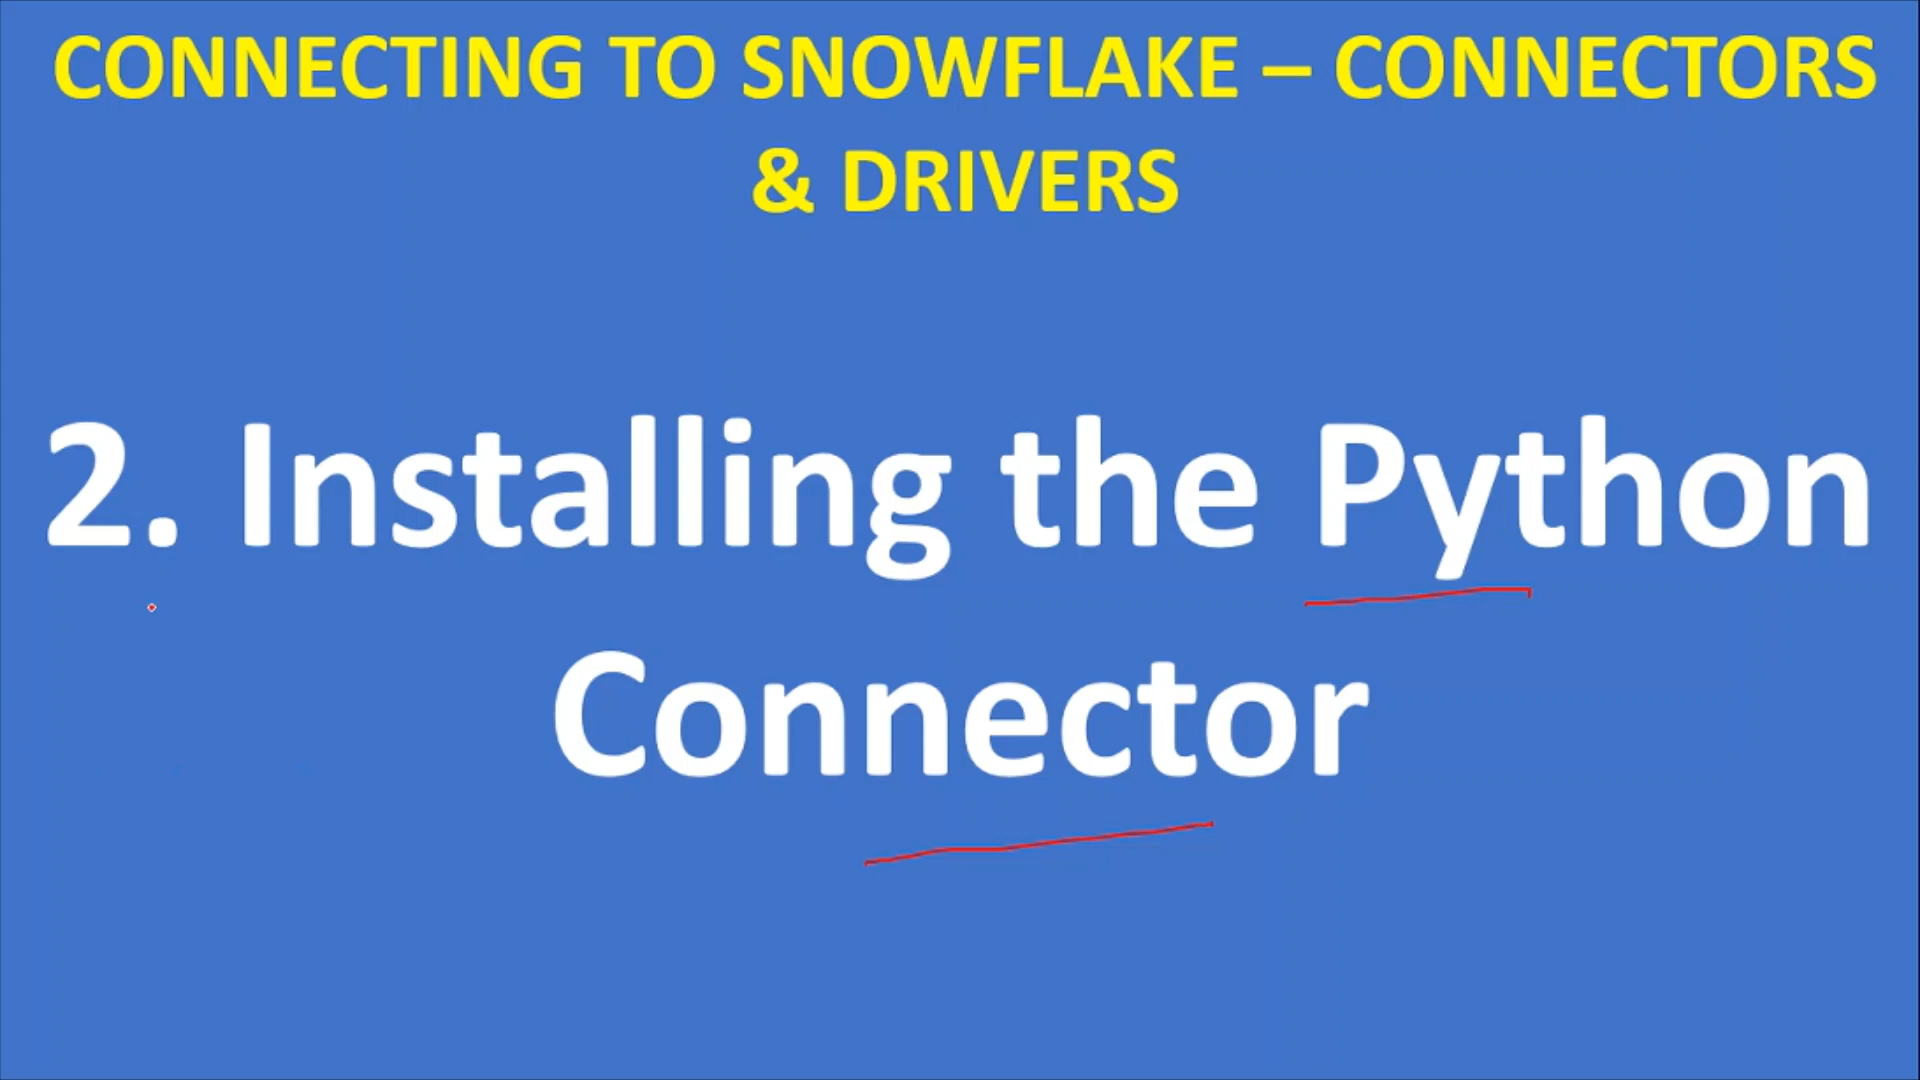 CONNECTING TO SNOWFLAKE – CONNECTORS
& DRIVERS
2. Installing the Python
Connector